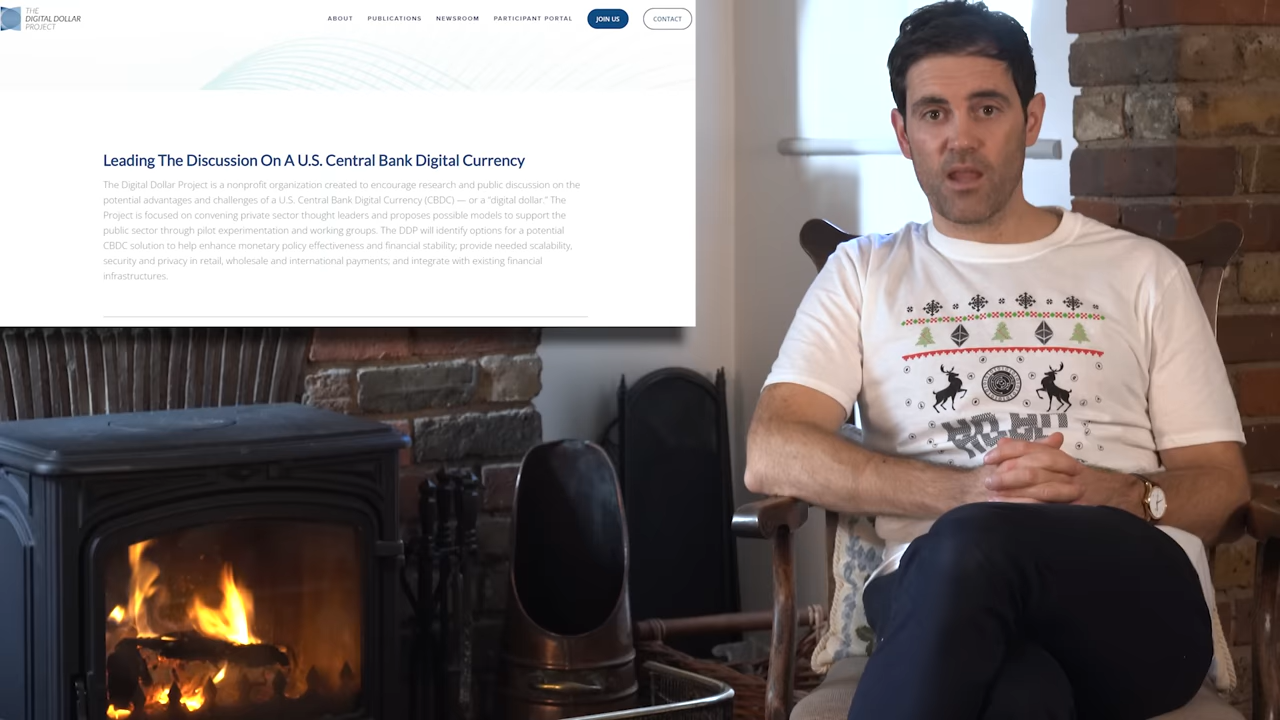 THE
DIGITAL DOLLAR
PROJECT
ABOUT
PUBLICATIONS
NEWSROOM
PARTICIPANT PORTAL
JOIN US
CONTACT
Leading The Discussion On A U.S. Central Bank Digital Currency
The Digital Dollar Project is a nonprofit organization created to encourage research and public discussion on the
potential advantages and challenges of a U.S. Central Bank Digital Currency (CBDC) — or a “digital dollar.” The
Project is focused on convening private sector thought leaders and proposes possible models to support the
public sector through pilot experimentation and working groups. The DDP will identify options for a potential
CBDC solution to help enhance monetary policy effectiveness and financial stability; provide needed scalability,
security and privacy in retail, wholesale and international payments; and integrate with existing financial
infrastructures.